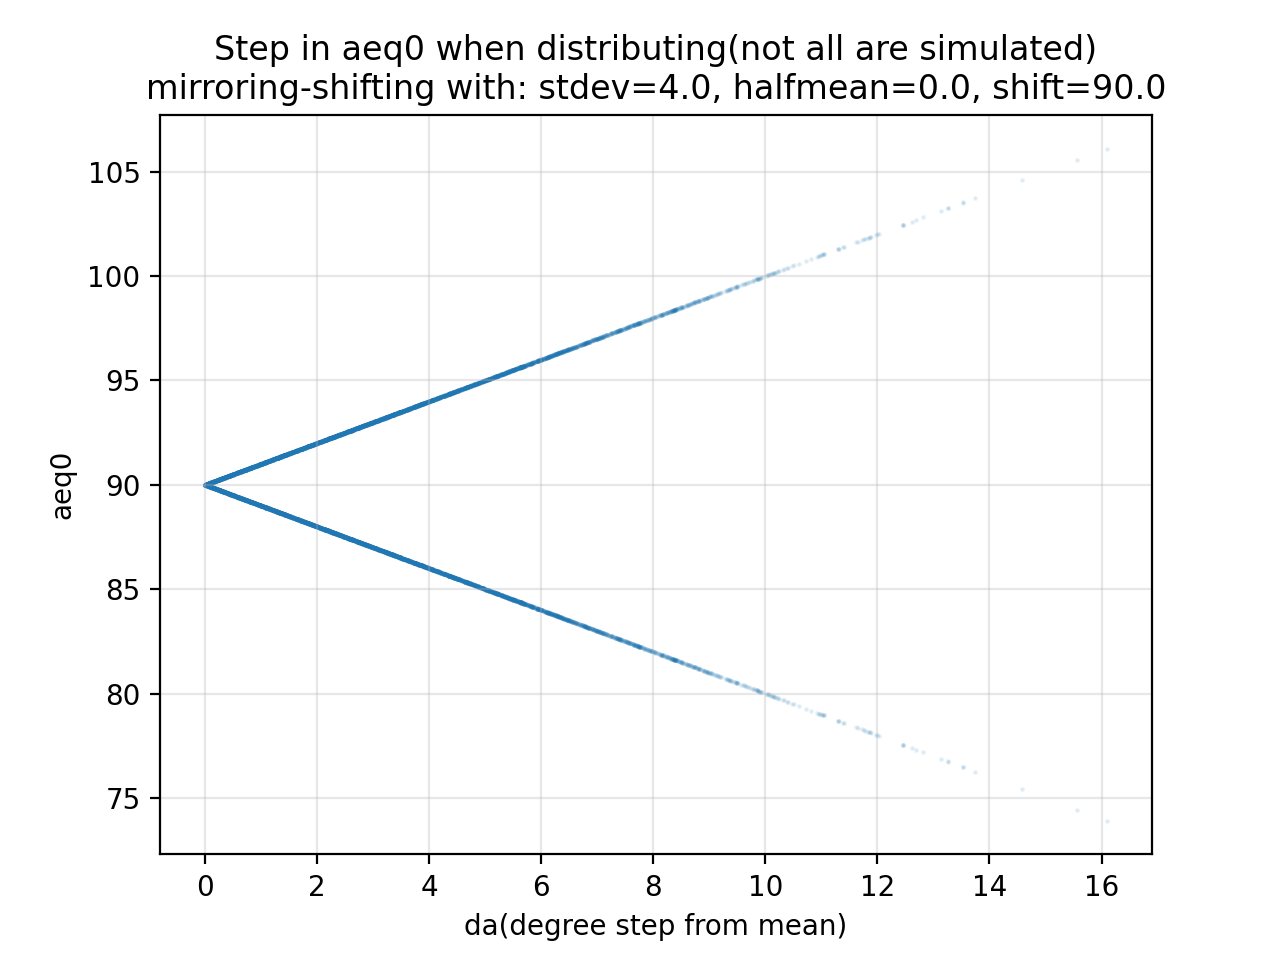 Step in aeq0 when distributing(not all are simulated)
mirroring-shifting with: stdev=4.0, halfmean=0.0, shift=90.0
105
100
95
90
85
80
75
aeq0
0 2 4 6 8 10 12 14 16
da(degree step from mean)